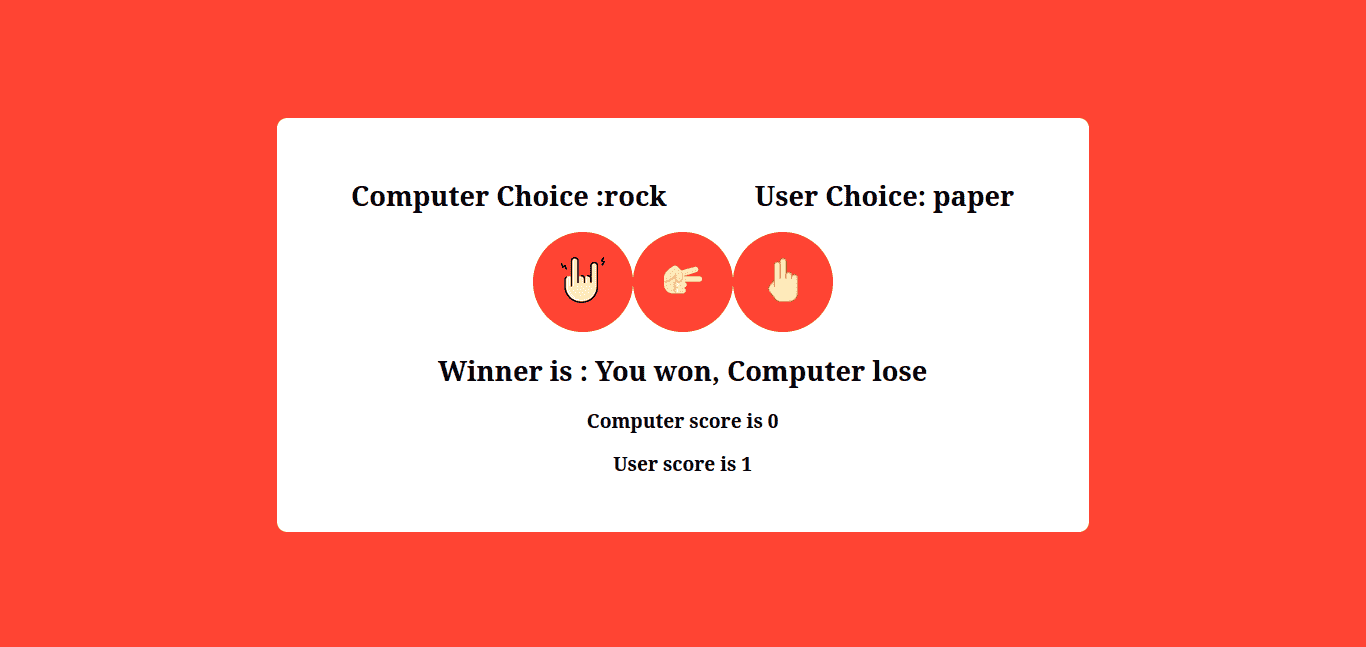 Computer Choice :rock
User Choice: paper
Winner is : You won, Computer lose
Computer score is 0
User score is 1